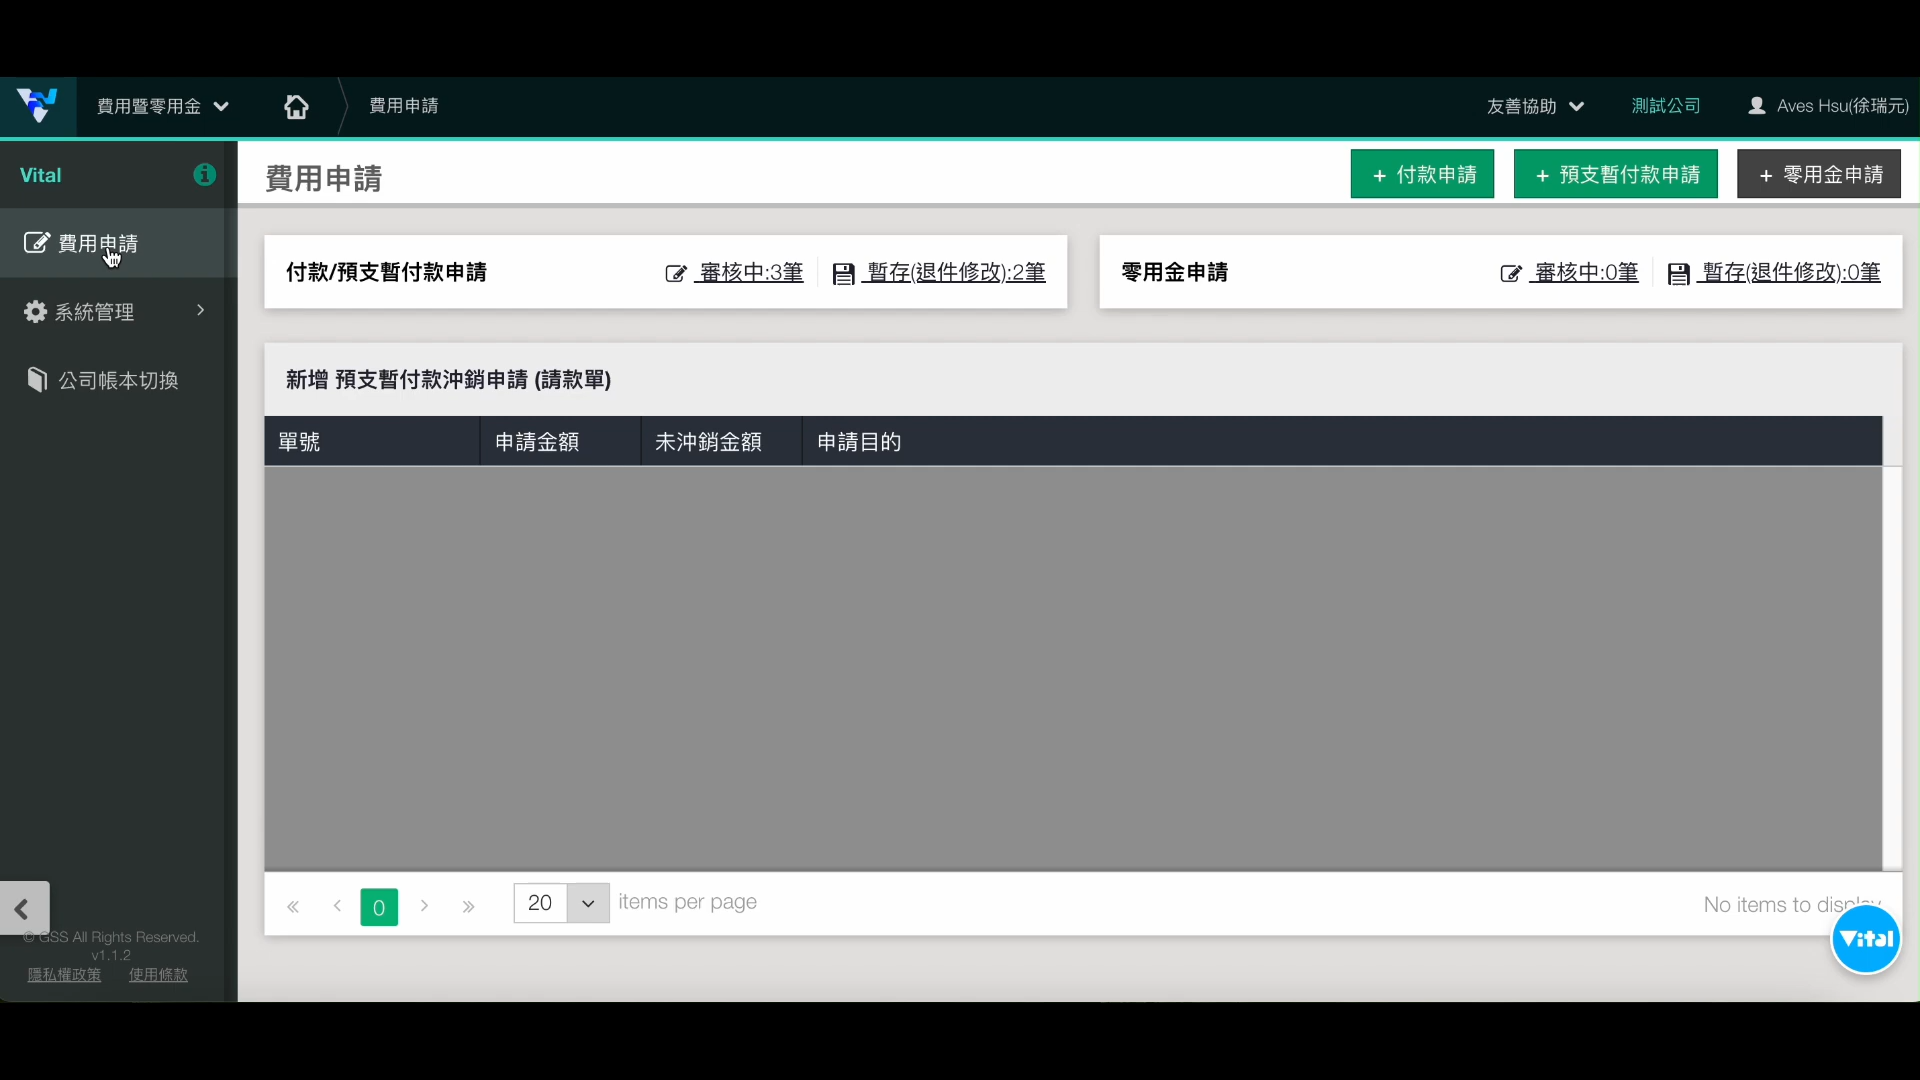 費用暨零用金
費用申請
友善協助
測試公司
Aves Hsu(徐瑞元)
Vital
費用申請
系統管理
公司帳本切換
費用申請
+ 付款申請
+ 預支暫付款申請
+ 零用金申請
付款/預支暫付款申請
審核中:3筆
暫存(退件修改):2筆
零用金申請
審核中:0筆
暫存(退件修改):0筆
新增 預支暫付款沖銷申請 (請款單)
單號
申請金額
未沖銷金額
申請目的
0
20
items per page
No items to display
Vital
© GSS All Rights Reserved.
v1.1.2
隱私權政策
使用條款